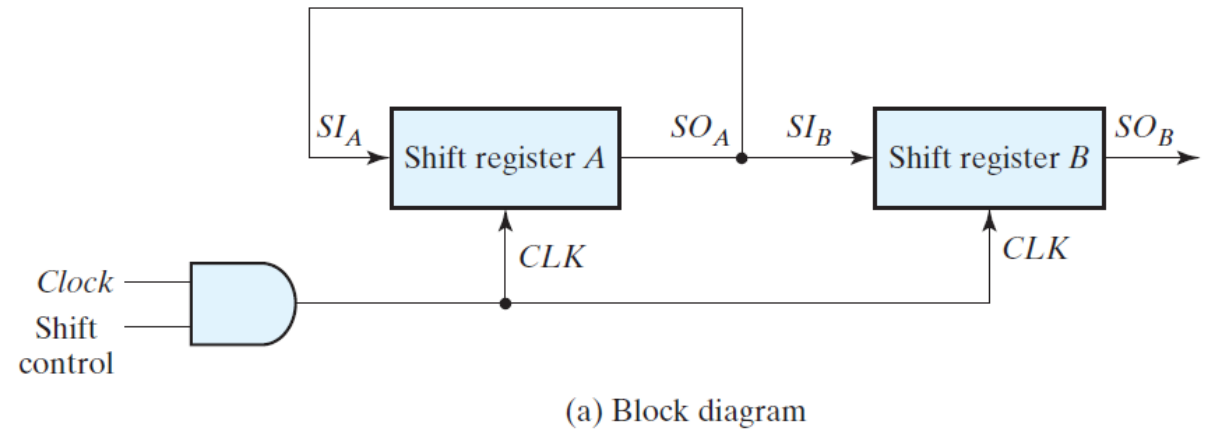 SI_A
Shift register A
SO_A
SI_B
Shift register B
SO_B
CLK
CLK
Clock
Shift
control
(a) Block diagram